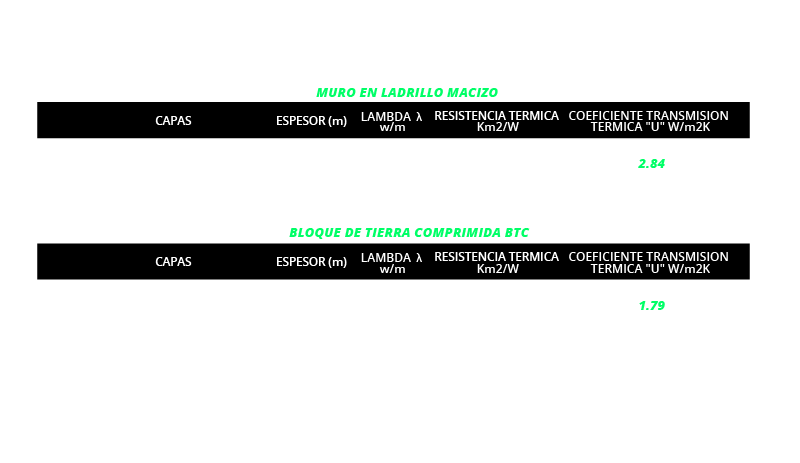 MURO EN LADRILLO MACIZO
CAPAS ESPESOR (m) LAMBDA λ w/m RESISTENCIA TERMICA Km2/W COEFICIENTE TRANSMISION TERMICA "U" W/m2K
2.84
BLOQUE DE TIERRA COMPRIMIDA BTC
CAPAS ESPESOR (m) LAMBDA λ w/m RESISTENCIA TERMICA Km2/W COEFICIENTE TRANSMISION TERMICA "U" W/m2K
1.79